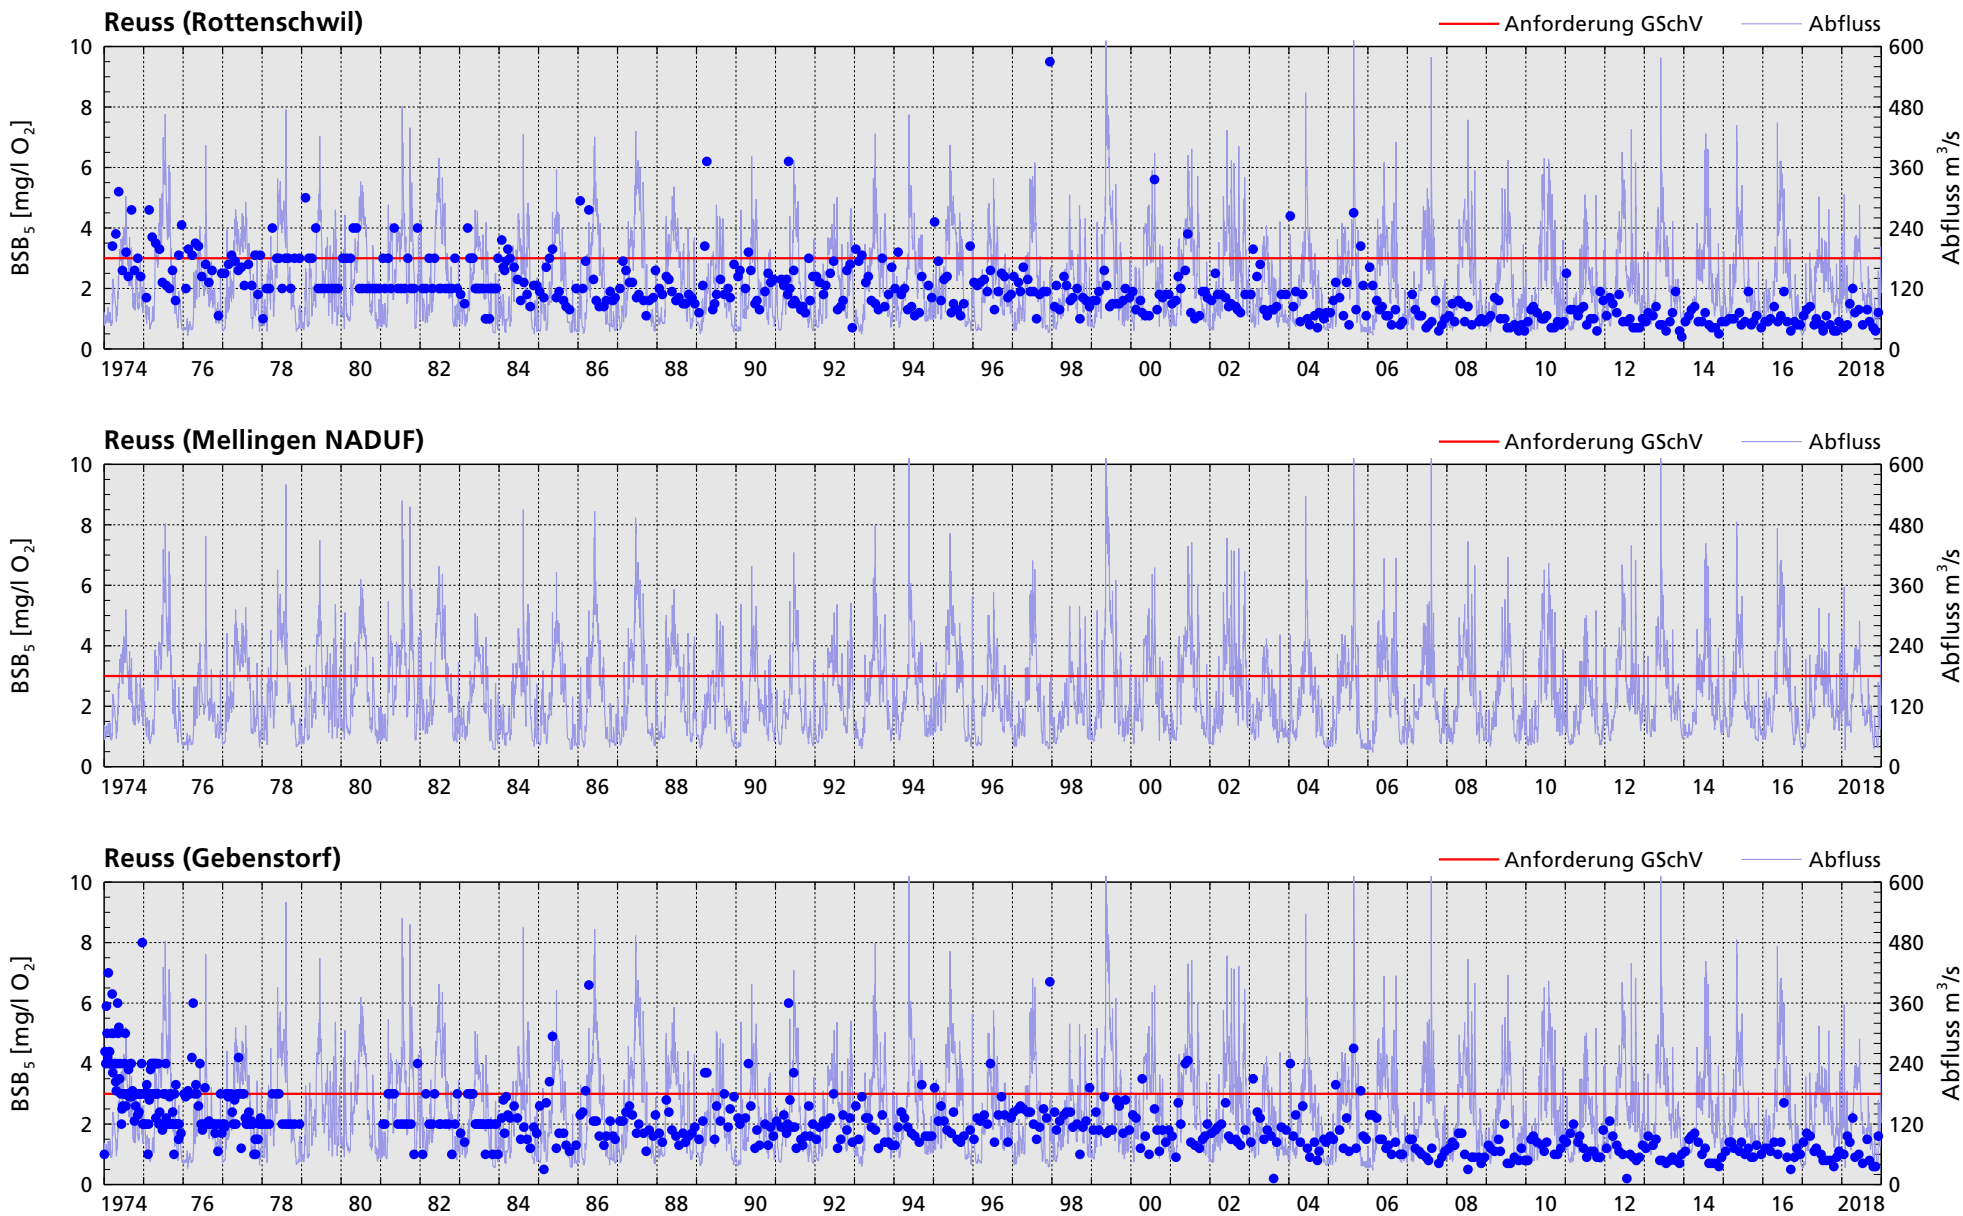 Reuss (Rottenschwil)
Anforderung GSchV
Abfluss
BSB5 [mg/l O2]
10
8
6
4
2
0
600
480
360
240
120
0
Abfluss m3/s
1974 76 78 80 82 84 86 88 90 92 94 96 98 00 02 04 06 08 10 12 14 16 2018
Reuss (Mellingen NADUF)
Anforderung GSchV
Abfluss
BSB5 [mg/l O2]
10
8
6
4
2
0
600
480
360
240
120
0
Abfluss m3/s
1974 76 78 80 82 84 86 88 90 92 94 96 98 00 02 04 06 08 10 12 14 16 2018
Reuss (Gebenstorf)
Anforderung GSchV
Abfluss
BSB5 [mg/l O2]
10
8
6
4
2
0
600
480
360
240
120
0
Abfluss m3/s
1974 76 78 80 82 84 86 88 90 92 94 96 98 00 02 04 06 08 10 12 14 16 2018